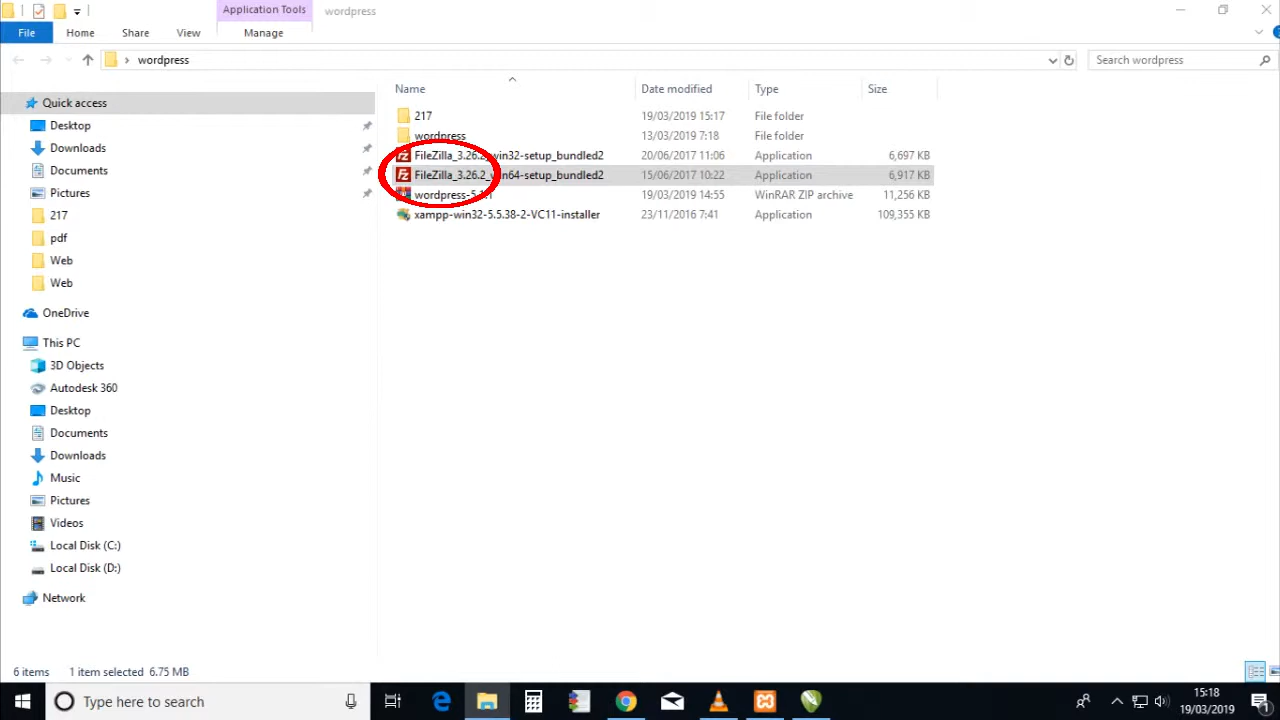 Application Tools
wordpress
File
Home
Share
View
Manage
wordpress
Search wordpress
Name
Date modified
Type
Size
217
19/03/2019 15:17
File folder
wordpress
13/03/2019 7:18
File folder
FileZilla_3.26.2_win32-setup_bundled2
20/06/2017 11:06
Application
6,697 KB
FileZilla_3.26.2_win64-setup_bundled2
15/06/2017 10:22
Application
6,917 KB
wordpress-5.1.1
19/03/2019 14:55
WinRAR ZIP archive
11,256 KB
xampp-win32-5.5.38-2-VC11-installer
23/11/2016 7:41
Application
109,355 KB
Quick access
Desktop
Downloads
Documents
Pictures
217
pdf
Web
Web
OneDrive
This PC
3D Objects
Autodesk 360
Desktop
Documents
Downloads
Music
Pictures
Videos
Local Disk (C:)
Local Disk (D:)
Network
6 items
1 item selected 6.75 MB
Type here to search
15:18
19/03/2019
1